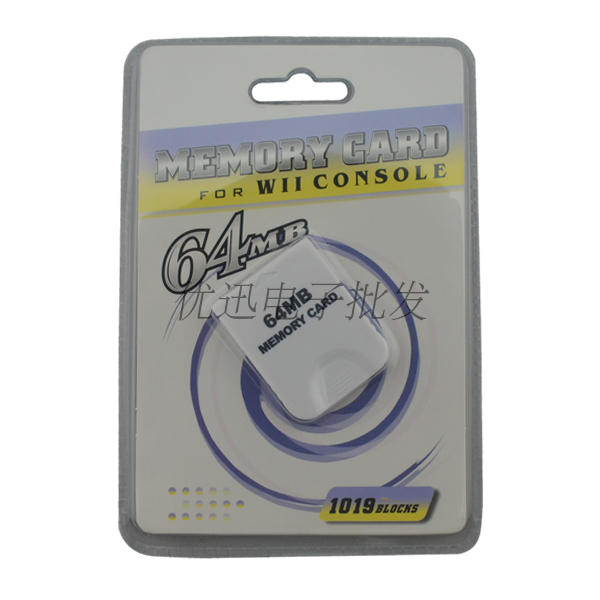 MEMORY CARD
FOR WII CONSOLE
64MB
优迅电子批发
64MB
MEMORY CARD
1019 BLOCKS